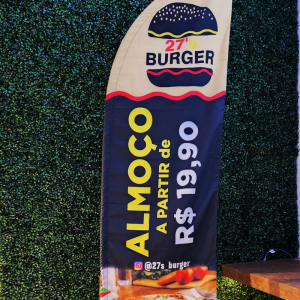 27's
BURGER
ALMOÇO
A PARTIR de
R$ 19,90
@27s_burger